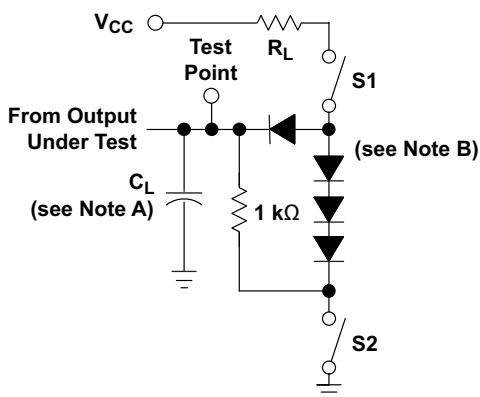 VCC
RL
Test
Point
S1
From Output
Under Test
(see Note B)
CL
(see Note A)
1 kΩ
S2